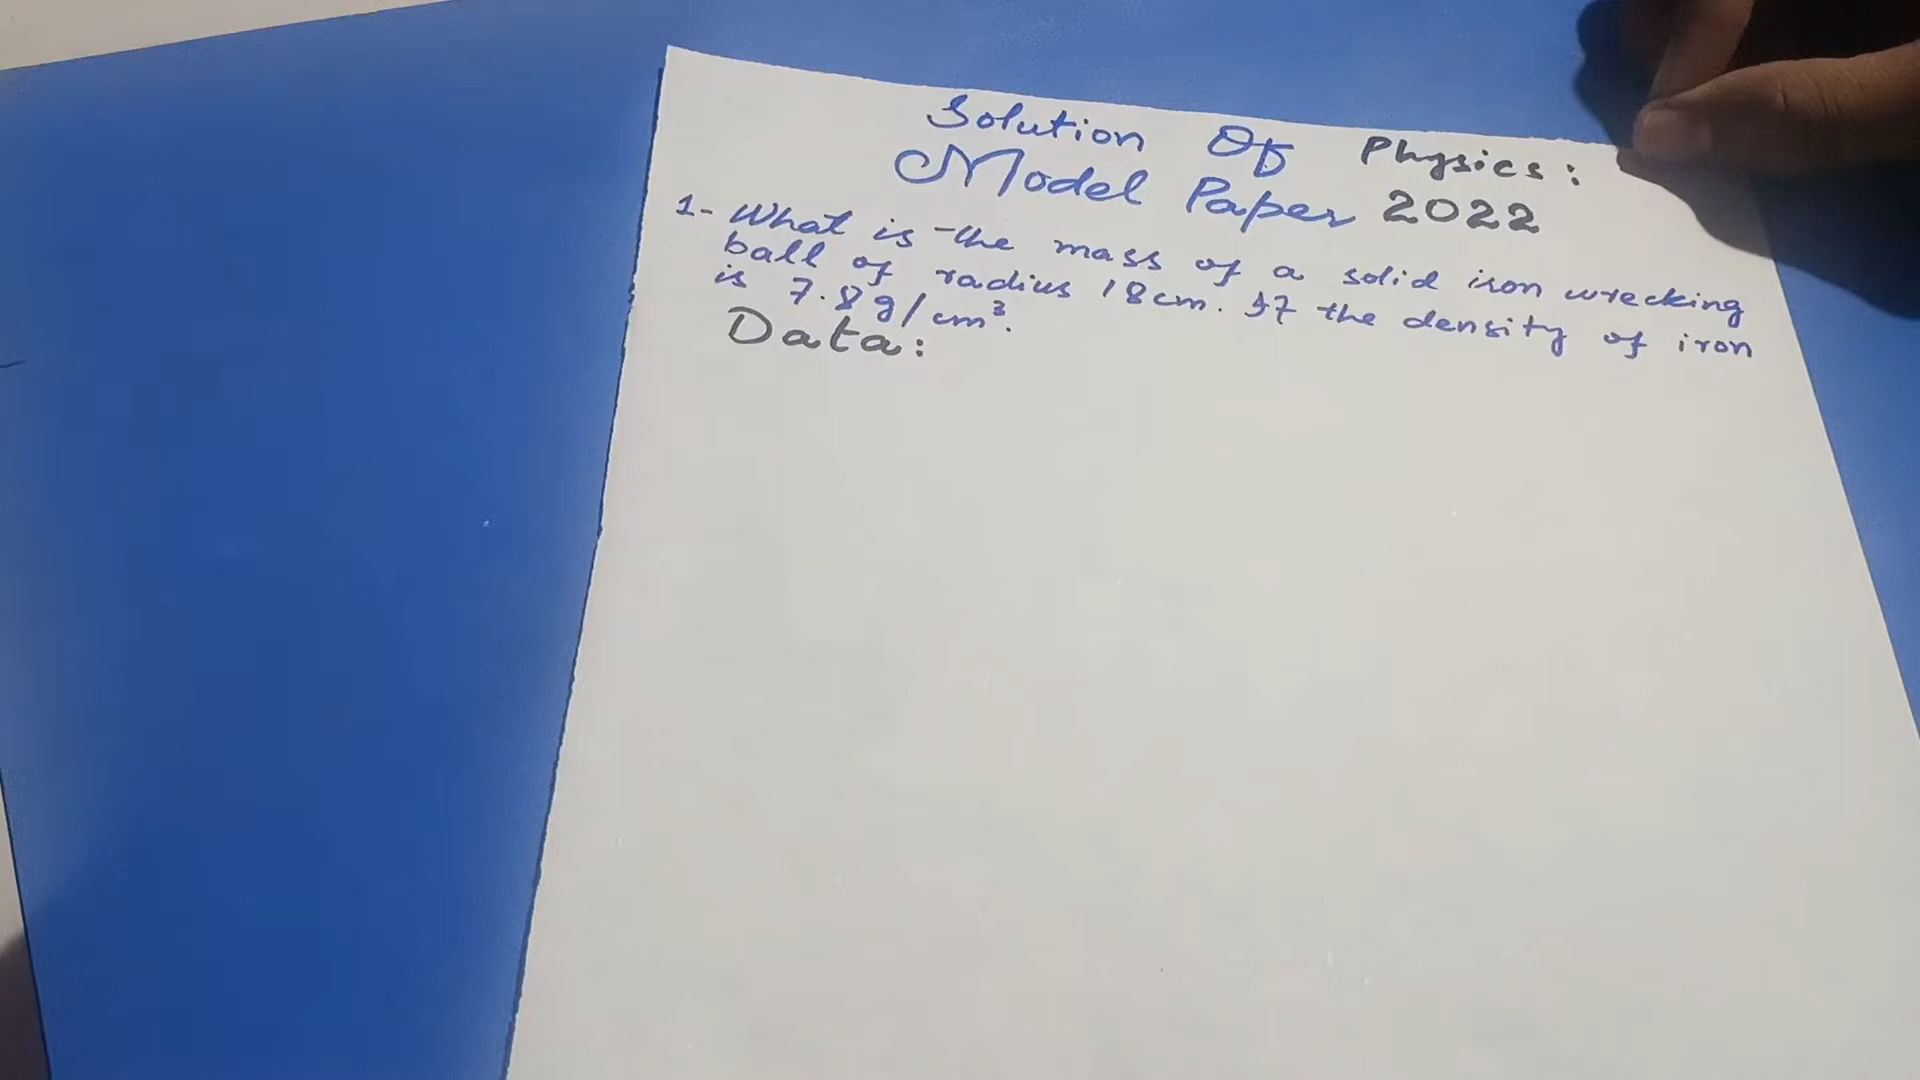 Solution Of Physics:
Model Paper 2022
1- What is the mass of a solid iron wrecking
ball of radius 18cm. If the density of iron
is 7.8g/cm³.
Data: